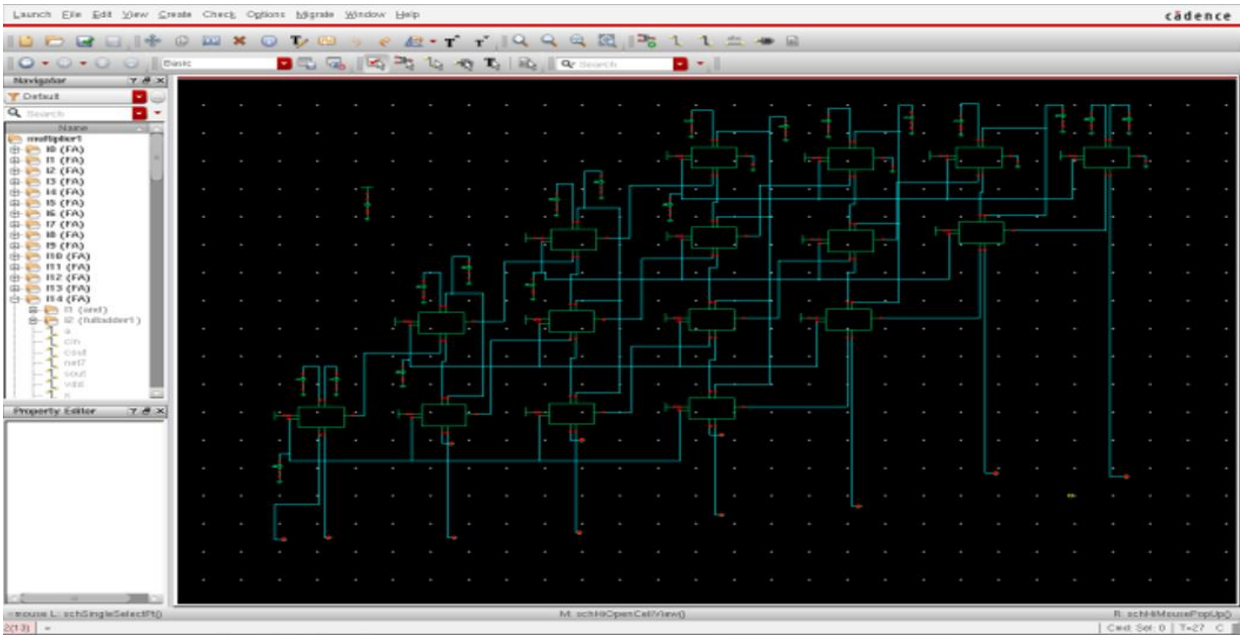 Launch File Edit View Create Check Options Migrate Window Help
cādence
Basic
Search
Navigator
Default
Search
Name
multiplier1
I0 (FA)
I1 (FA)
I2 (FA)
I3 (FA)
I4 (FA)
I5 (FA)
I6 (FA)
I7 (FA)
I8 (FA)
I9 (FA)
I10 (FA)
I11 (FA)
I12 (FA)
I13 (FA)
I14 (FA)
I1 (and)
I2 (fulladder1)
a
cin
cout
net7
sout
vdd
Property Editor
mouse L: schSingleSelectPt()
M: schHiOpenCellView()
R: schHiMousePopUp()
2(13)
Cmd: Sel: 0 T=27 C